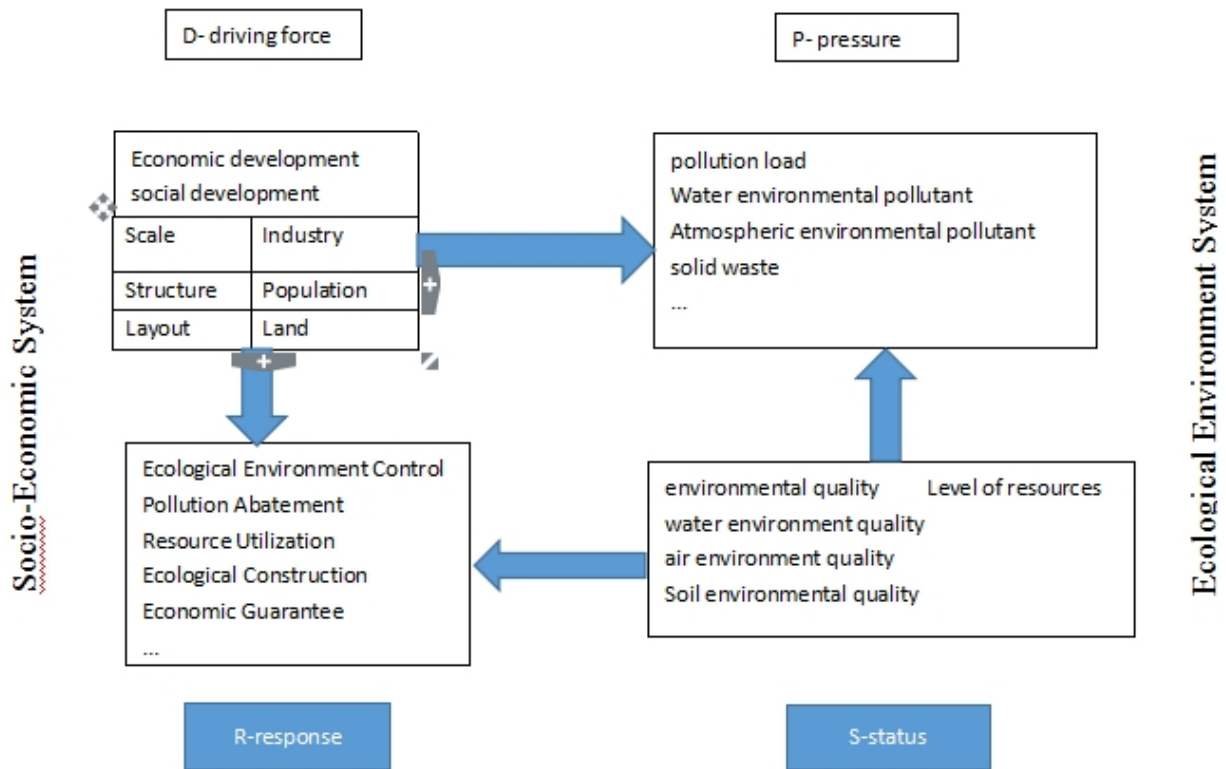 D- driving force
P- pressure
Economic development
social development
Scale Industry
Structure Population
Layout Land
pollution load
Water environmental pollutant
Atmospheric environmental pollutant
solid waste
...
Socio-Economic System
Ecological Environment System
Ecological Environment Control
Pollution Abatement
Resource Utilization
Ecological Construction
Economic Guarantee
...
environmental quality Level of resources
water environment quality
air environment quality
Soil environmental quality
R-response
S-status